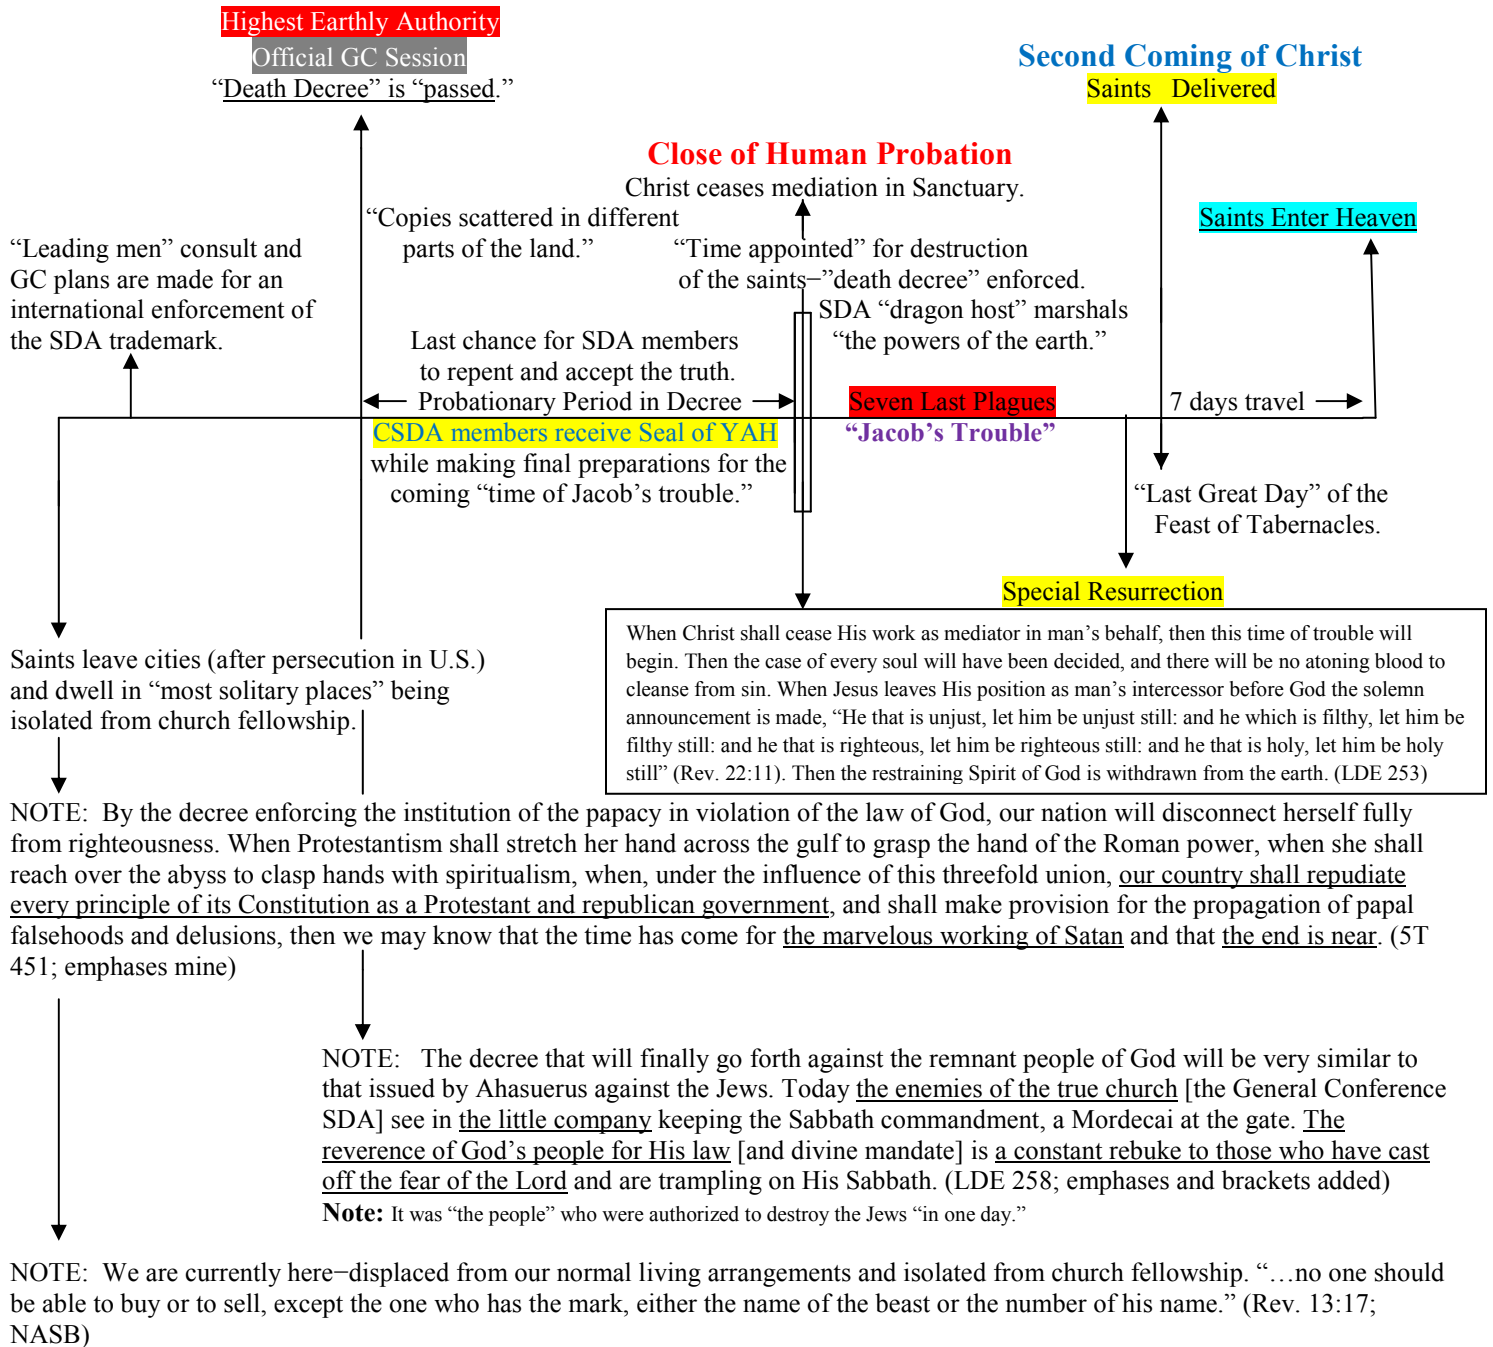 Highest Earthly Authority
Official GC Session
“Death Decree” is “passed.”
Second Coming of Christ
Saints Delivered
Close of Human Probation
Christ ceases mediation in Sanctuary.
“Copies scattered in different
parts of the land.”
Saints Enter Heaven
“Leading men” consult and
GC plans are made for an
international enforcement of
the SDA trademark.
“Time appointed” for destruction
of the saints−”death decree” enforced.
SDA “dragon host” marshals
“the powers of the earth.”
Last chance for SDA members
to repent and accept the truth.
Probationary Period in Decree
Seven Last Plagues
7 days travel
CSDA members receive Seal of YAH
while making final preparations for the
coming “time of Jacob’s trouble.”
“Jacob’s Trouble”
“Last Great Day” of the
Feast of Tabernacles.
Special Resurrection
Saints leave cities (after persecution in U.S.)
and dwell in “most solitary places” being
isolated from church fellowship.
When Christ shall cease His work as mediator in man’s behalf, then this time of trouble will
begin. Then the case of every soul will have been decided, and there will be no atoning blood to
cleanse from sin. When Jesus leaves His position as man’s intercessor before God the solemn
announcement is made, “He that is unjust, let him be unjust still: and he which is filthy, let him be
filthy still: and he that is righteous, let him be righteous still: and he that is holy, let him be holy
still” (Rev. 22:11). Then the restraining Spirit of God is withdrawn from the earth. (LDE 253)
NOTE: By the decree enforcing the institution of the papacy in violation of the law of God, our nation will disconnect herself fully
from righteousness. When Protestantism shall stretch her hand across the gulf to grasp the hand of the Roman power, when she shall
reach over the abyss to clasp hands with spiritualism, when, under the influence of this threefold union, our country shall repudiate
every principle of its Constitution as a Protestant and republican government, and shall make provision for the propagation of papal
falsehoods and delusions, then we may know that the time has come for the marvelous working of Satan and that the end is near. (5T
451; emphases mine)
NOTE: The decree that will finally go forth against the remnant people of God will be very similar to
that issued by Ahasuerus against the Jews. Today the enemies of the true church [the General Conference
SDA] see in the little company keeping the Sabbath commandment, a Mordecai at the gate. The
reverence of God’s people for His law [and divine mandate] is a constant rebuke to those who have cast
off the fear of the Lord and are trampling on His Sabbath. (LDE 258; emphases and brackets added)
Note: It was “the people” who were authorized to destroy the Jews “in one day.”
NOTE: We are currently here−displaced from our normal living arrangements and isolated from church fellowship. “…no one should
be able to buy or to sell, except the one who has the mark, either the name of the beast or the number of his name.” (Rev. 13:17;
NASB)